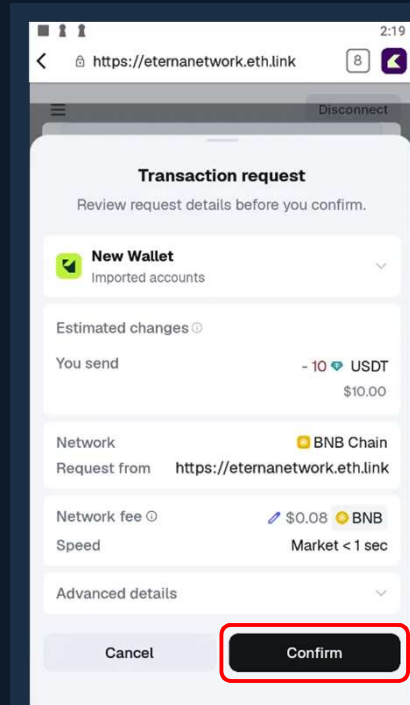 2:19
https://eternanetwork.eth.link 8
Disconnect
Transaction request
Review request details before you confirm.
New Wallet
Imported accounts
Estimated changes
You send - 10 USDT
$10.00
Network BNB Chain
Request from https://eternanetwork.eth.link
Network fee $0.08 BNB
Speed Market < 1 sec
Advanced details
Cancel Confirm